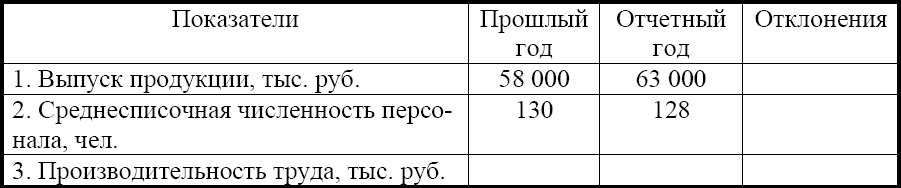 Показатели Прошлый год Отчетный год Отклонения
1. Выпуск продукции, тыс. руб. 58 000 63 000
2. Среднесписочная численность персо-
нала, чел. 130 128
3. Производительность труда, тыс. руб.